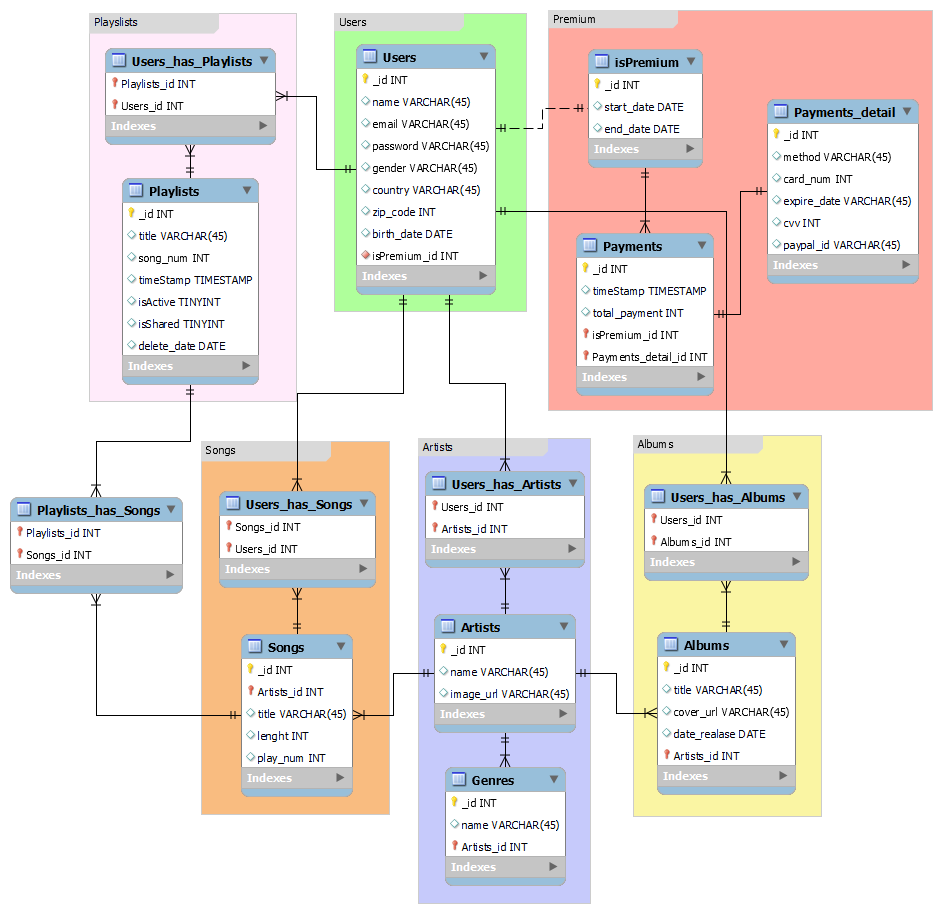 Playslists
Users_has_Playlists
Playlists_id INT
Users_id INT
Indexes
Playlists
_id INT
title VARCHAR(45)
song_num INT
timeStamp TIMESTAMP
isActive TINYINT
isShared TINYINT
delete_date DATE
Indexes
Users
Users
_id INT
name VARCHAR(45)
email VARCHAR(45)
password VARCHAR(45)
gender VARCHAR(45)
country VARCHAR(45)
zip_code INT
birth_date DATE
isPremium_id INT
Indexes
Premium
isPremium
_id INT
start_date DATE
end_date DATE
Indexes
Payments_detail
_id INT
method VARCHAR(45)
card_num INT
expire_date VARCHAR(45)
cvv INT
paypal_id VARCHAR(45)
Indexes
Payments
_id INT
timeStamp TIMESTAMP
total_payment INT
isPremium_id INT
Payments_detail_id INT
Indexes
Playlists_has_Songs
Playlists_id INT
Songs_id INT
Indexes
Songs
Users_has_Songs
Songs_id INT
Users_id INT
Indexes
Songs
_id INT
Artists_id INT
title VARCHAR(45)
lenght INT
play_num INT
Indexes
Artists
Users_has_Artists
Users_id INT
Artists_id INT
Indexes
Artists
_id INT
name VARCHAR(45)
image_url VARCHAR(45)
Indexes
Genres
_id INT
name VARCHAR(45)
Artists_id INT
Indexes
Albums
Users_has_Albums
Users_id INT
Albums_id INT
Indexes
Albums
_id INT
title VARCHAR(45)
cover_url VARCHAR(45)
date_realase DATE
Artists_id INT
Indexes